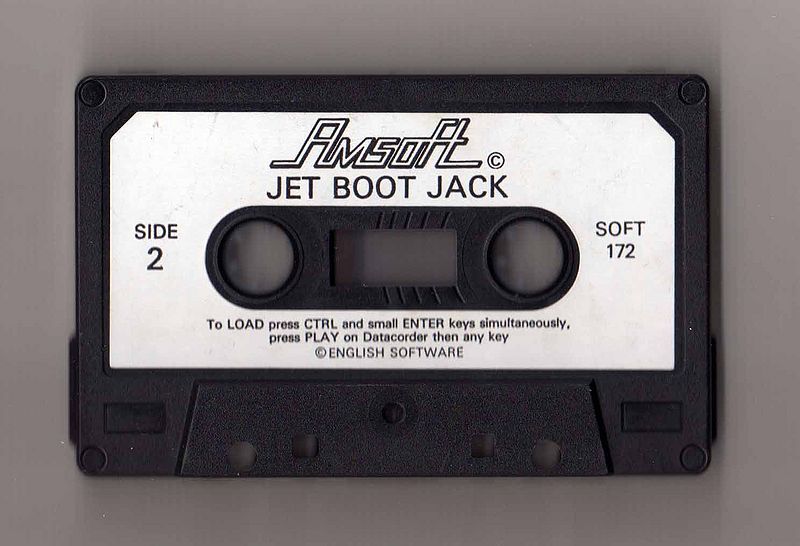 Amsoft ©
JET BOOT JACK
SIDE
2
SOFT
172
To LOAD press CTRL and small ENTER keys simultaneously,
press PLAY on Datacorder then any key
©ENGLISH SOFTWARE